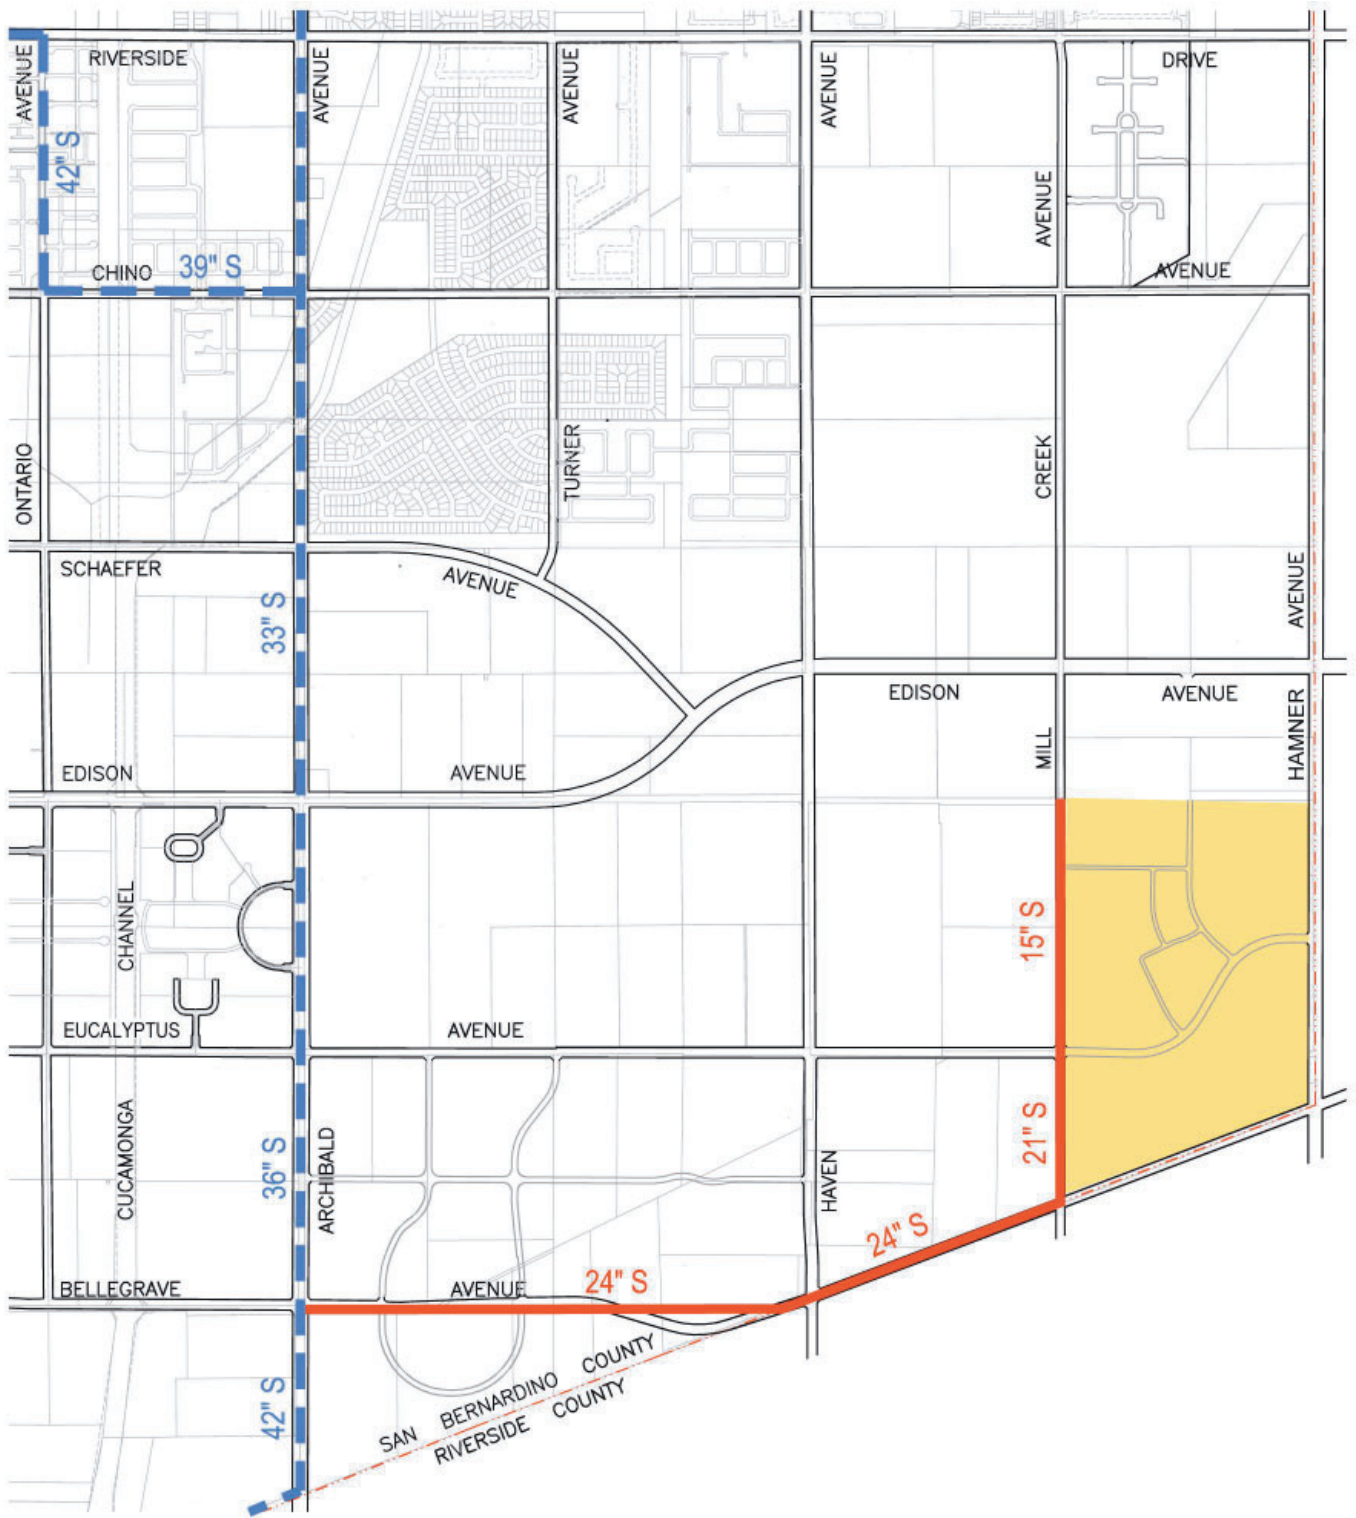 RIVERSIDE
DRIVE
AVENUE
AVENUE
AVENUE
AVENUE
42" S
AVENUE
CHINO
39" S
AVENUE
ONTARIO
TURNER
CREEK
SCHAEFER
AVENUE
33" S
AVENUE
EDISON
AVENUE
HAMNER
MILL
EDISON
AVENUE
CHANNEL
15" S
EUCALYPTUS
AVENUE
CUCAMONGA
36" S
ARCHIBALD
HAVEN
21" S
24" S
BELLEGRAVE
AVENUE
24" S
42" S
SAN BERNARDINO COUNTY
RIVERSIDE COUNTY